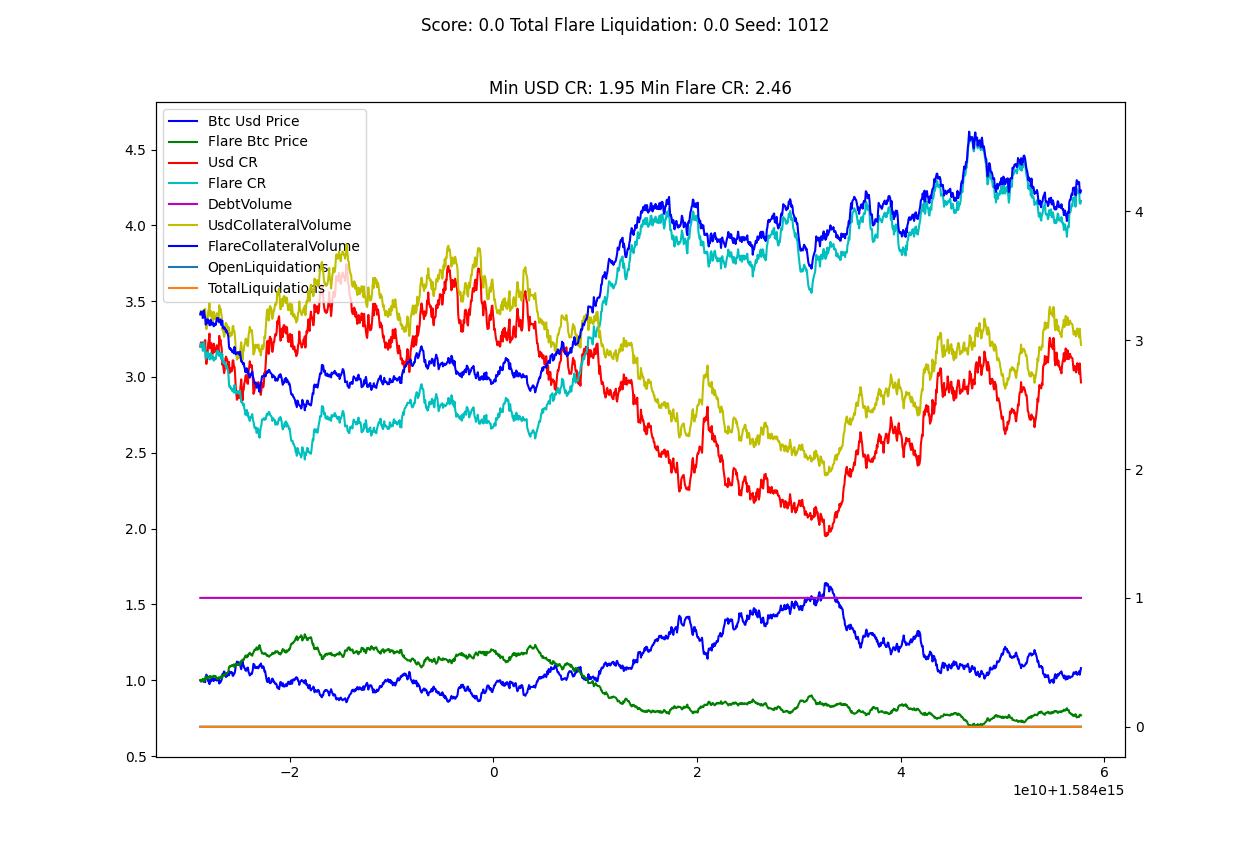 Score: 0.0 Total Flare Liquidation: 0.0 Seed: 1012
Min USD CR: 1.95 Min Flare CR: 2.46
Btc Usd Price
Flare Btc Price
Usd CR
Flare CR
DebtVolume
UsdCollateralVolume
FlareCollateralVolume
OpenLiquidations
TotalLiquidations
4.5
4.0
3.5
3.0
2.5
2.0
1.5
1.0
0.5
4
3
2
1
0
−2
0
2
4
6
1e10+1.584e15